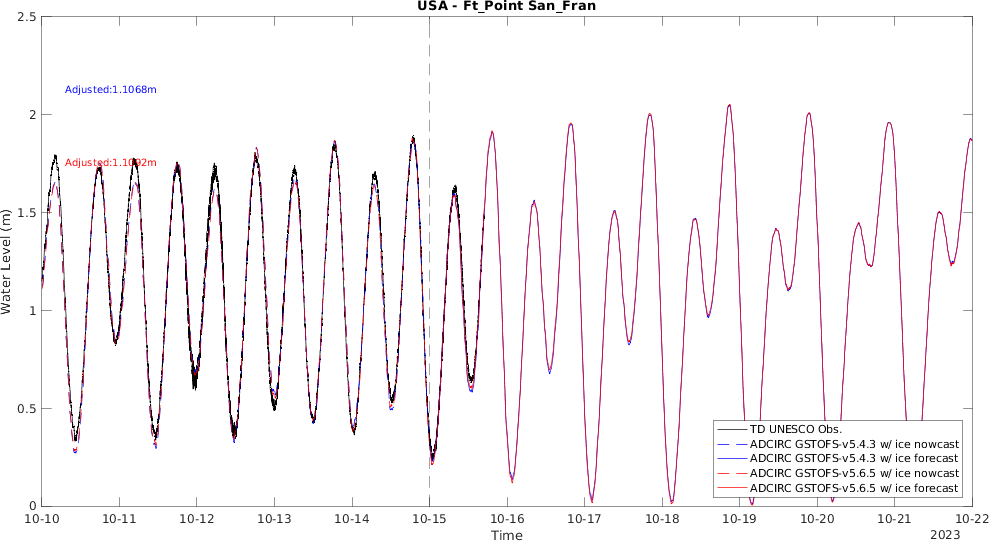 USA - Ft_Point San_Fran
2.5
2
1.5
1
0.5
0
Water Level (m)
Adjusted:1.1068m
Adjusted:1.1092m
TD UNESCO Obs.
ADCIRC GSTOFS-v5.4.3 w/ ice nowcast
ADCIRC GSTOFS-v5.4.3 w/ ice forecast
ADCIRC GSTOFS-v5.6.5 w/ ice nowcast
ADCIRC GSTOFS-v5.6.5 w/ ice forecast
10-10 10-11 10-12 10-13 10-14 10-15 10-16 10-17 10-18 10-19 10-20 10-21 10-22
Time
2023